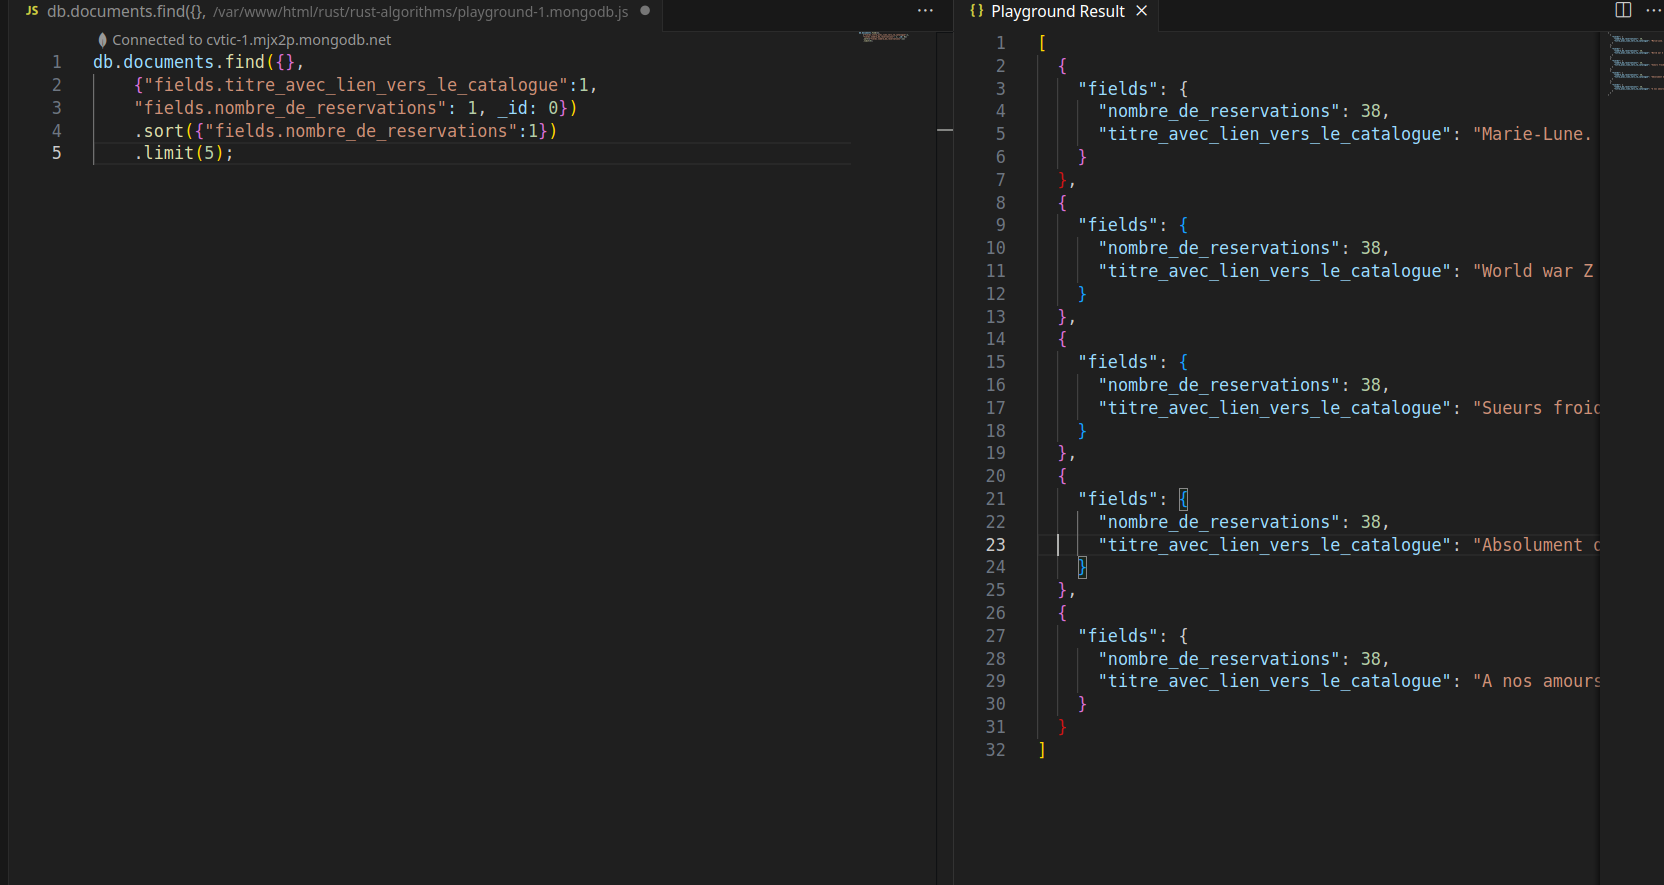 JS db.documents.find({}, /var/www/html/rust/rust-algorithms/playground-1.mongodb.js
Connected to cvtic-1.mjx2p.mongodb.net
1 db.documents.find({},
2 {"fields.titre_avec_lien_vers_le_catalogue":1,
3 "fields.nombre_de_reservations": 1, _id: 0})
4 .sort({"fields.nombre_de_reservations":1})
5 .limit(5);
{} Playground Result
1 [
2 {
3 "fields": {
4 "nombre_de_reservations": 38,
5 "titre_avec_lien_vers_le_catalogue": "Marie-Lune.
6 }
7 },
8 {
9 "fields": {
10 "nombre_de_reservations": 38,
11 "titre_avec_lien_vers_le_catalogue": "World war Z
12 }
13 },
14 {
15 "fields": {
16 "nombre_de_reservations": 38,
17 "titre_avec_lien_vers_le_catalogue": "Sueurs froid
18 }
19 },
20 {
21 "fields": {
22 "nombre_de_reservations": 38,
23 "titre_avec_lien_vers_le_catalogue": "Absolument
24 }
25 },
26 {
27 "fields": {
28 "nombre_de_reservations": 38,
29 "titre_avec_lien_vers_le_catalogue": "A nos amours
30 }
31 }
32 ]